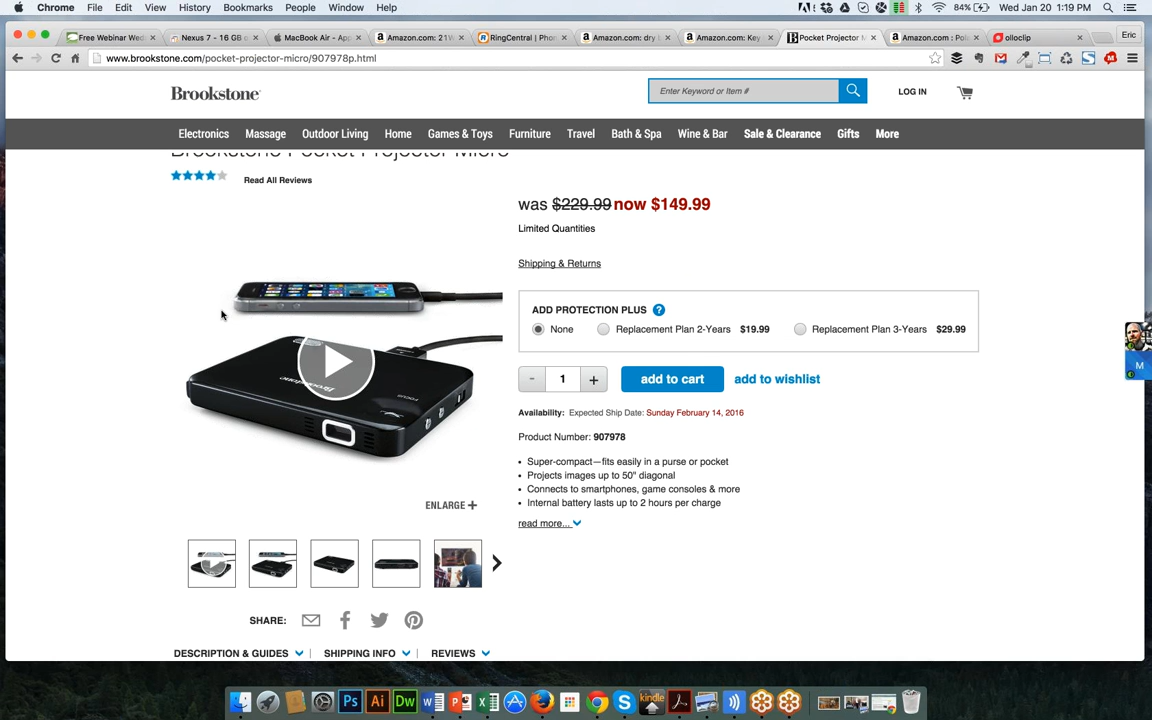 Chrome File Edit View History Bookmarks People Window Help 84% Wed Jan 20 1:19 PM
Free Webinar Wed Nexus 7 - 16 GB MacBook Air - App Amazon.com: 21W RingCentral | Phon Amazon.com: dry Amazon.com: Key Pocket Projector M Amazon.com : Pola olloclip Eric
www.brookstone.com/pocket-projector-micro/907978p.html
Brookstone
Enter Keyword or Item #
LOG IN
Electronics Massage Outdoor Living Home Games & Toys Furniture Travel Bath & Spa Wine & Bar Sale & Clearance Gifts More
Brookstone Pocket Projector Micro
Read All Reviews
was $229.99 now $149.99
Limited Quantities
Shipping & Returns
ADD PROTECTION PLUS ?
None Replacement Plan 2-Years $19.99 Replacement Plan 3-Years $29.99
- 1 + add to cart add to wishlist
Availability: Expected Ship Date: Sunday February 14, 2016
Product Number: 907978
• Super-compact—fits easily in a purse or pocket
• Projects images up to 50" diagonal
• Connects to smartphones, game consoles & more
• Internal battery lasts up to 2 hours per charge
read more...
Brookstone
FOCUS
ENLARGE +
SHARE:
DESCRIPTION & GUIDES | SHIPPING INFO | REVIEWS
M
Ps Ai Dw W P X S kindle